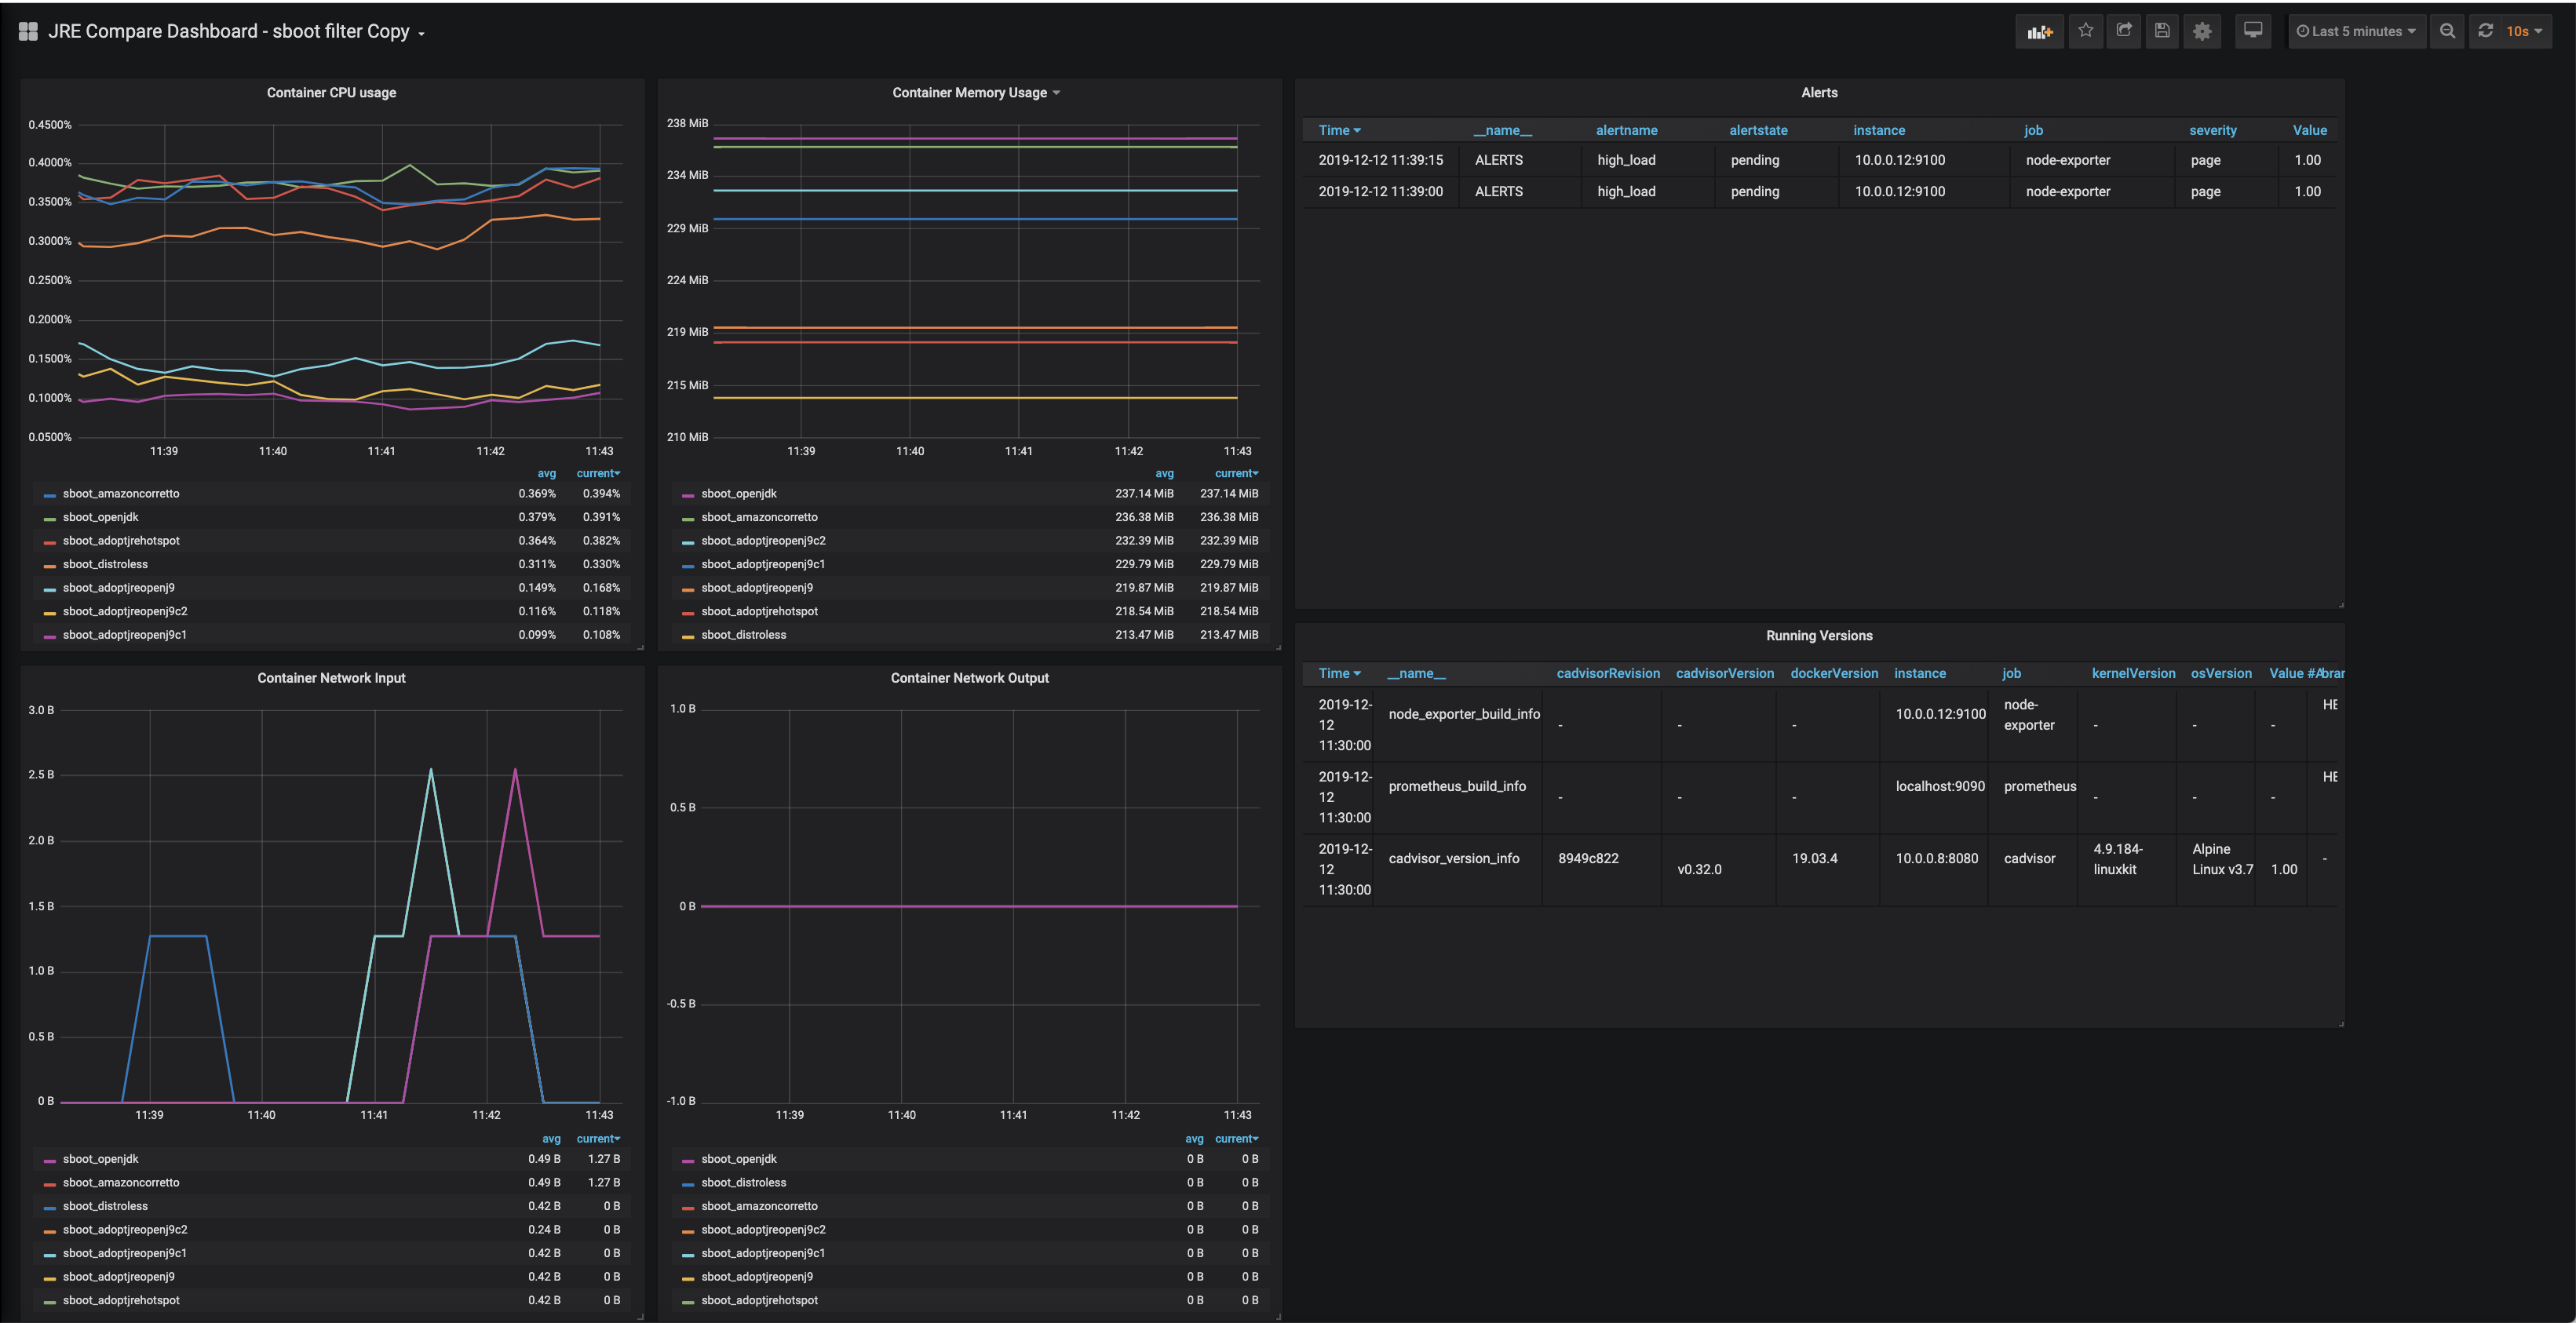 JRE Compare Dashboard - sboot filter Copy
Last 5 minutes
10s
Container CPU usage
0.4500%
0.4000%
0.3500%
0.3000%
0.2500%
0.2000%
0.1500%
0.1000%
0.0500%
11:39 11:40 11:41 11:42 11:43
avg current
sboot_amazoncorretto 0.369% 0.394%
sboot_openjdk 0.379% 0.391%
sboot_adoptjrehotspot 0.364% 0.382%
sboot_distroless 0.311% 0.330%
sboot_adoptjreopenj9 0.149% 0.168%
sboot_adoptjreopenj9c2 0.116% 0.118%
sboot_adoptjreopenj9c1 0.099% 0.108%
Container Memory Usage
238 MiB
234 MiB
229 MiB
224 MiB
219 MiB
215 MiB
210 MiB
11:39 11:40 11:41 11:42 11:43
avg current
sboot_openjdk 237.14 MiB 237.14 MiB
sboot_amazoncorretto 236.38 MiB 236.38 MiB
sboot_adoptjreopenj9c2 232.39 MiB 232.39 MiB
sboot_adoptjreopenj9c1 229.79 MiB 229.79 MiB
sboot_adoptjreopenj9 219.87 MiB 219.87 MiB
sboot_adoptjrehotspot 218.54 MiB 218.54 MiB
sboot_distroless 213.47 MiB 213.47 MiB
Alerts
Time __name__ alertname alertstate instance job severity Value
2019-12-12 11:39:15 ALERTS high_load pending 10.0.0.12:9100 node-exporter page 1.00
2019-12-12 11:39:00 ALERTS high_load pending 10.0.0.12:9100 node-exporter page 1.00
Container Network Input
3.0 B
2.5 B
2.0 B
1.5 B
1.0 B
0.5 B
0 B
11:39 11:40 11:41 11:42 11:43
avg current
sboot_openjdk 0.49 B 1.27 B
sboot_amazoncorretto 0.49 B 1.27 B
sboot_distroless 0.42 B 0 B
sboot_adoptjreopenj9c2 0.24 B 0 B
sboot_adoptjreopenj9c1 0.42 B 0 B
sboot_adoptjreopenj9 0.42 B 0 B
sboot_adoptjrehotspot 0.42 B 0 B
Container Network Output
1.0 B
0.5 B
0 B
-0.5 B
-1.0 B
11:39 11:40 11:41 11:42 11:43
avg current
sboot_openjdk 0 B 0 B
sboot_distroless 0 B 0 B
sboot_amazoncorretto 0 B 0 B
sboot_adoptjreopenj9c2 0 B 0 B
sboot_adoptjreopenj9c1 0 B 0 B
sboot_adoptjreopenj9 0 B 0 B
sboot_adoptjrehotspot 0 B 0 B
Running Versions
Time __name__ cadvisorRevision cadvisorVersion dockerVersion instance job kernelVersion osVersion Value #A
2019-12-
12
11:30:00
node_exporter_build_info - - - 10.0.0.12:9100
node-
exporter
- - - HE
2019-12-
12
11:30:00
prometheus_build_info - - - localhost:9090 prometheus - - - HE
2019-12-
12
11:30:00
cadvisor_version_info 8949c822 v0.32.0 19.03.4 10.0.0.8:8080 cadvisor
4.9.184-
linuxkit
Alpine
Linux v3.7
1.00 -